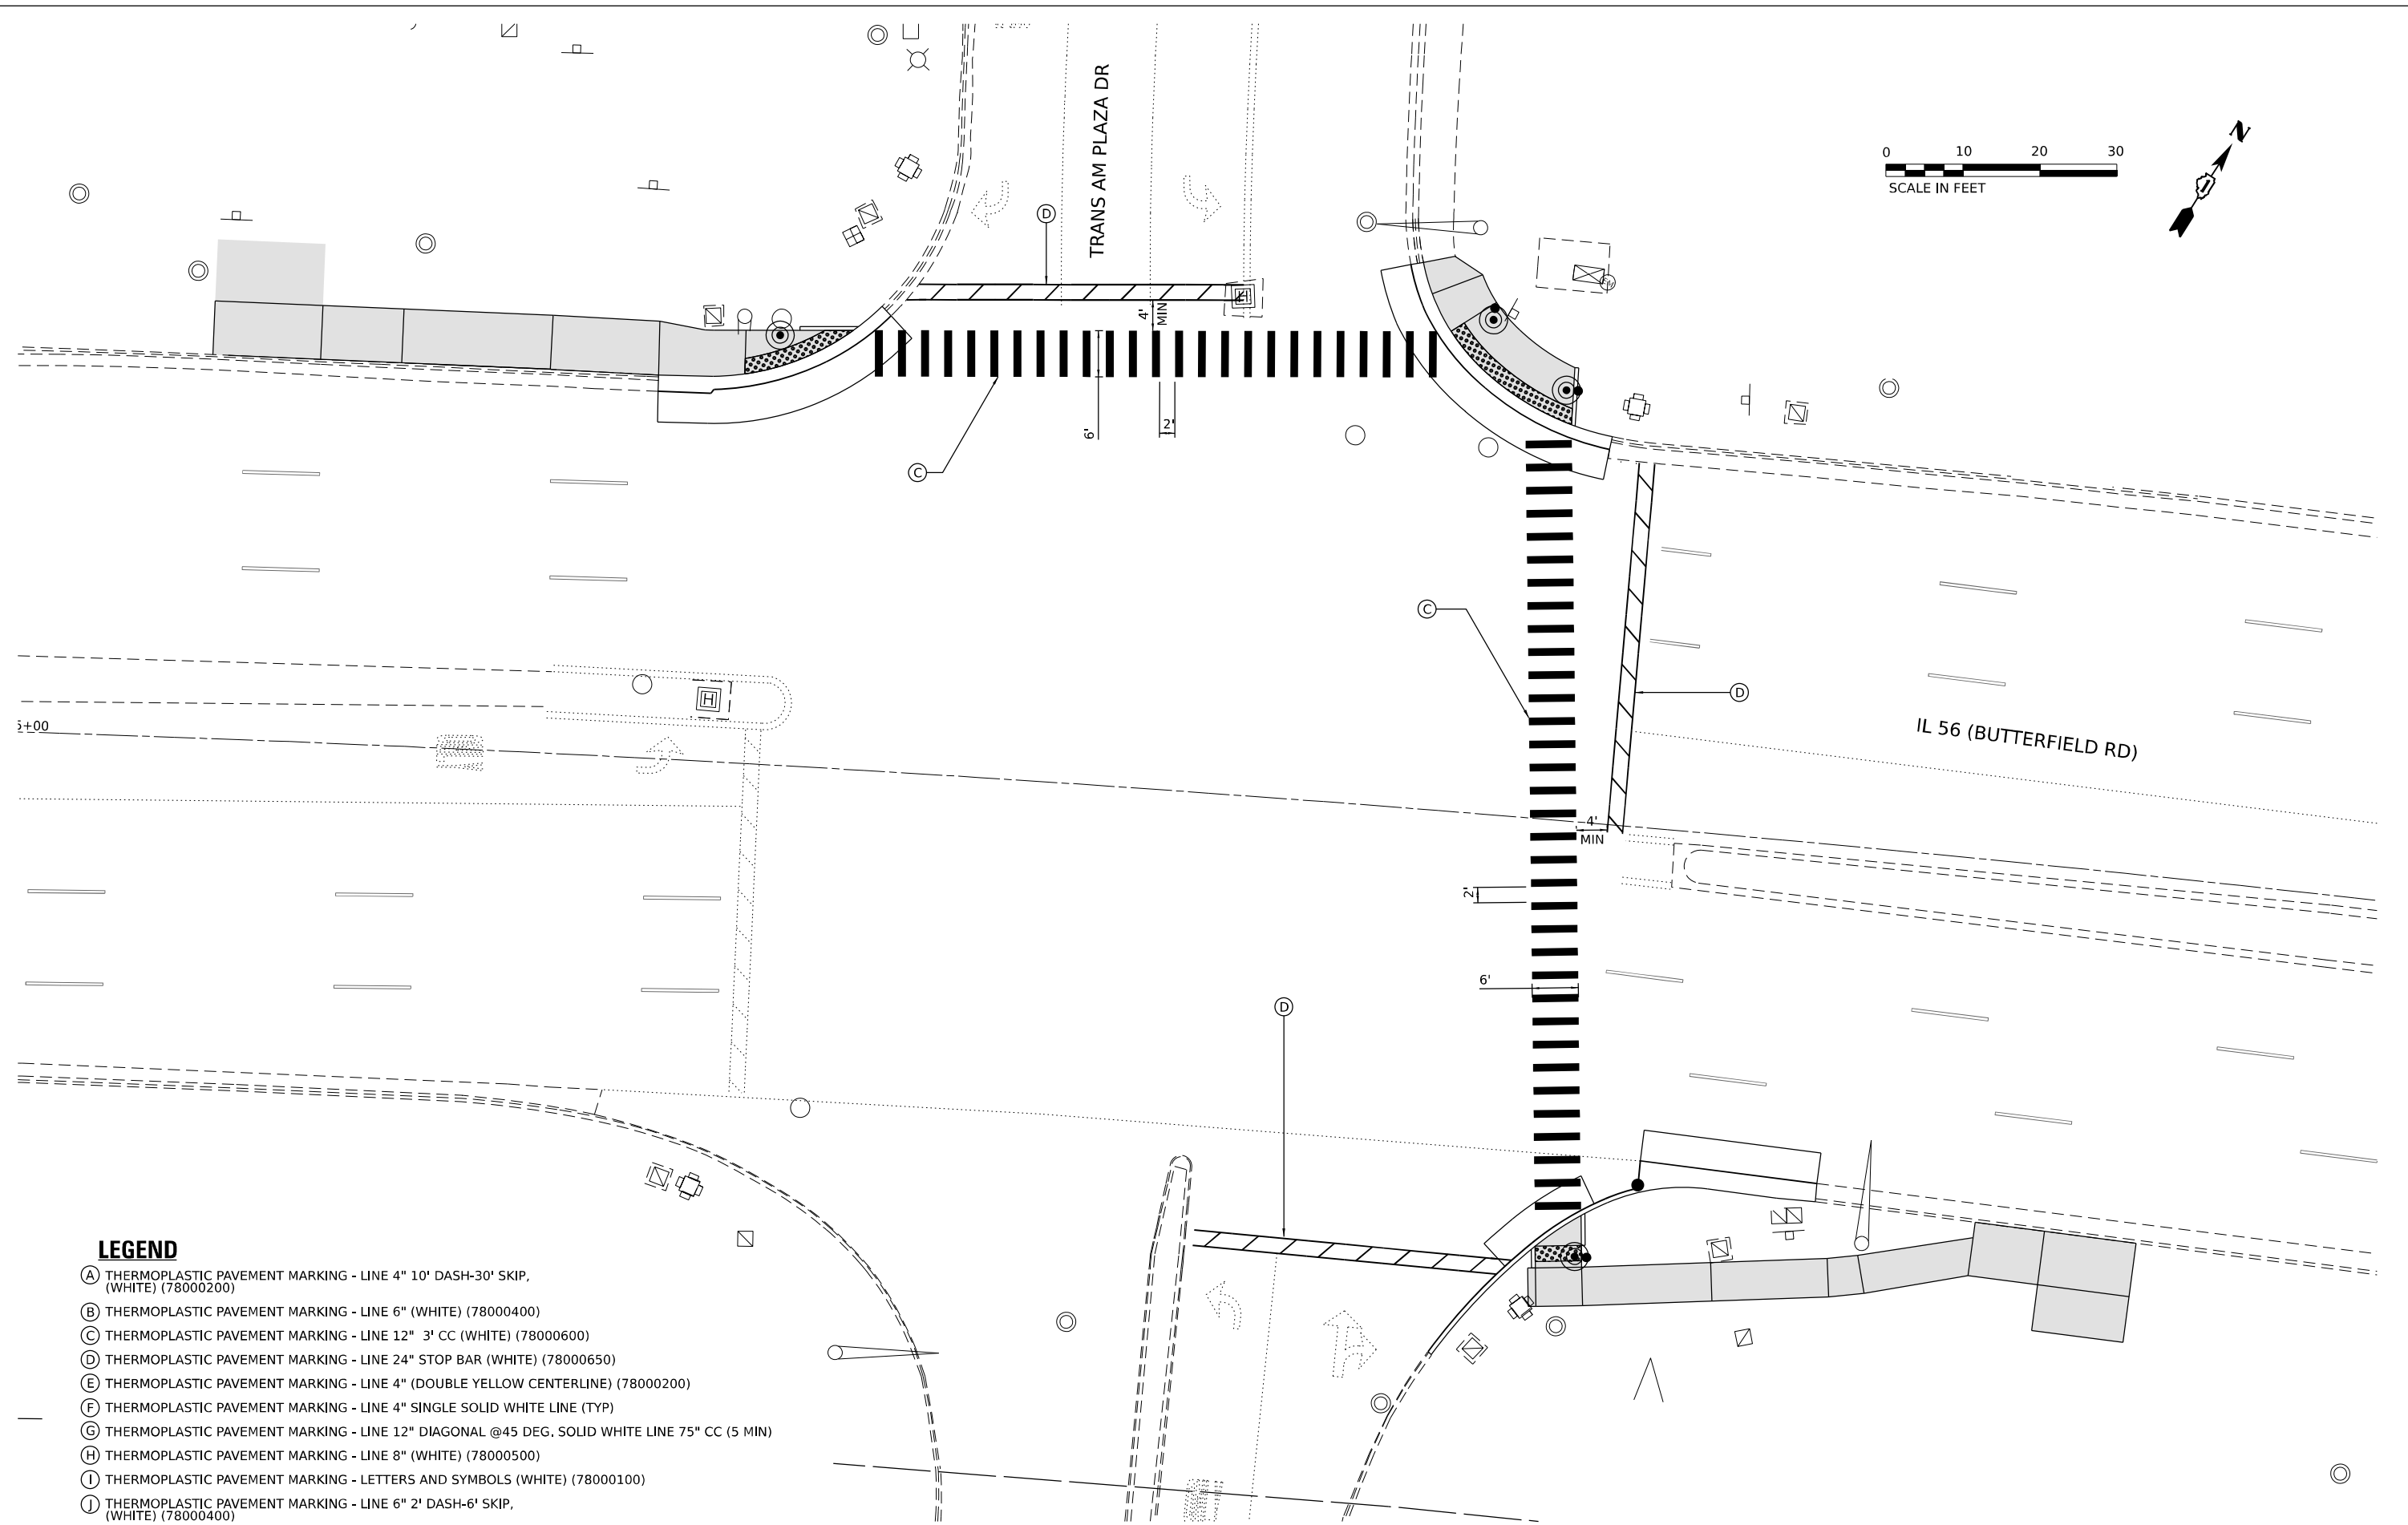 TRANS AM PLAZA DR
N
0 10 20 30
SCALE IN FEET
D
H
4'
MIN
6'
2'
C
C
D
IL 56 (BUTTERFIELD RD)
H
5+00
4'
MIN
2'
6'
D
LEGEND
A THERMOPLASTIC PAVEMENT MARKING - LINE 4" 10' DASH-30' SKIP,
(WHITE) (78000200)
B THERMOPLASTIC PAVEMENT MARKING - LINE 6" (WHITE) (78000400)
C THERMOPLASTIC PAVEMENT MARKING - LINE 12" 3' CC (WHITE) (78000600)
D THERMOPLASTIC PAVEMENT MARKING - LINE 24" STOP BAR (WHITE) (78000650)
E THERMOPLASTIC PAVEMENT MARKING - LINE 4" (DOUBLE YELLOW CENTERLINE) (78000200)
F THERMOPLASTIC PAVEMENT MARKING - LINE 4" SINGLE SOLID WHITE LINE (TYP)
G THERMOPLASTIC PAVEMENT MARKING - LINE 12" DIAGONAL @45 DEG. SOLID WHITE LINE 75" CC (5 MIN)
H THERMOPLASTIC PAVEMENT MARKING - LINE 8" (WHITE) (78000500)
I THERMOPLASTIC PAVEMENT MARKING - LETTERS AND SYMBOLS (WHITE) (78000100)
J THERMOPLASTIC PAVEMENT MARKING - LINE 6" 2' DASH-6' SKIP,
(WHITE) (78000400)